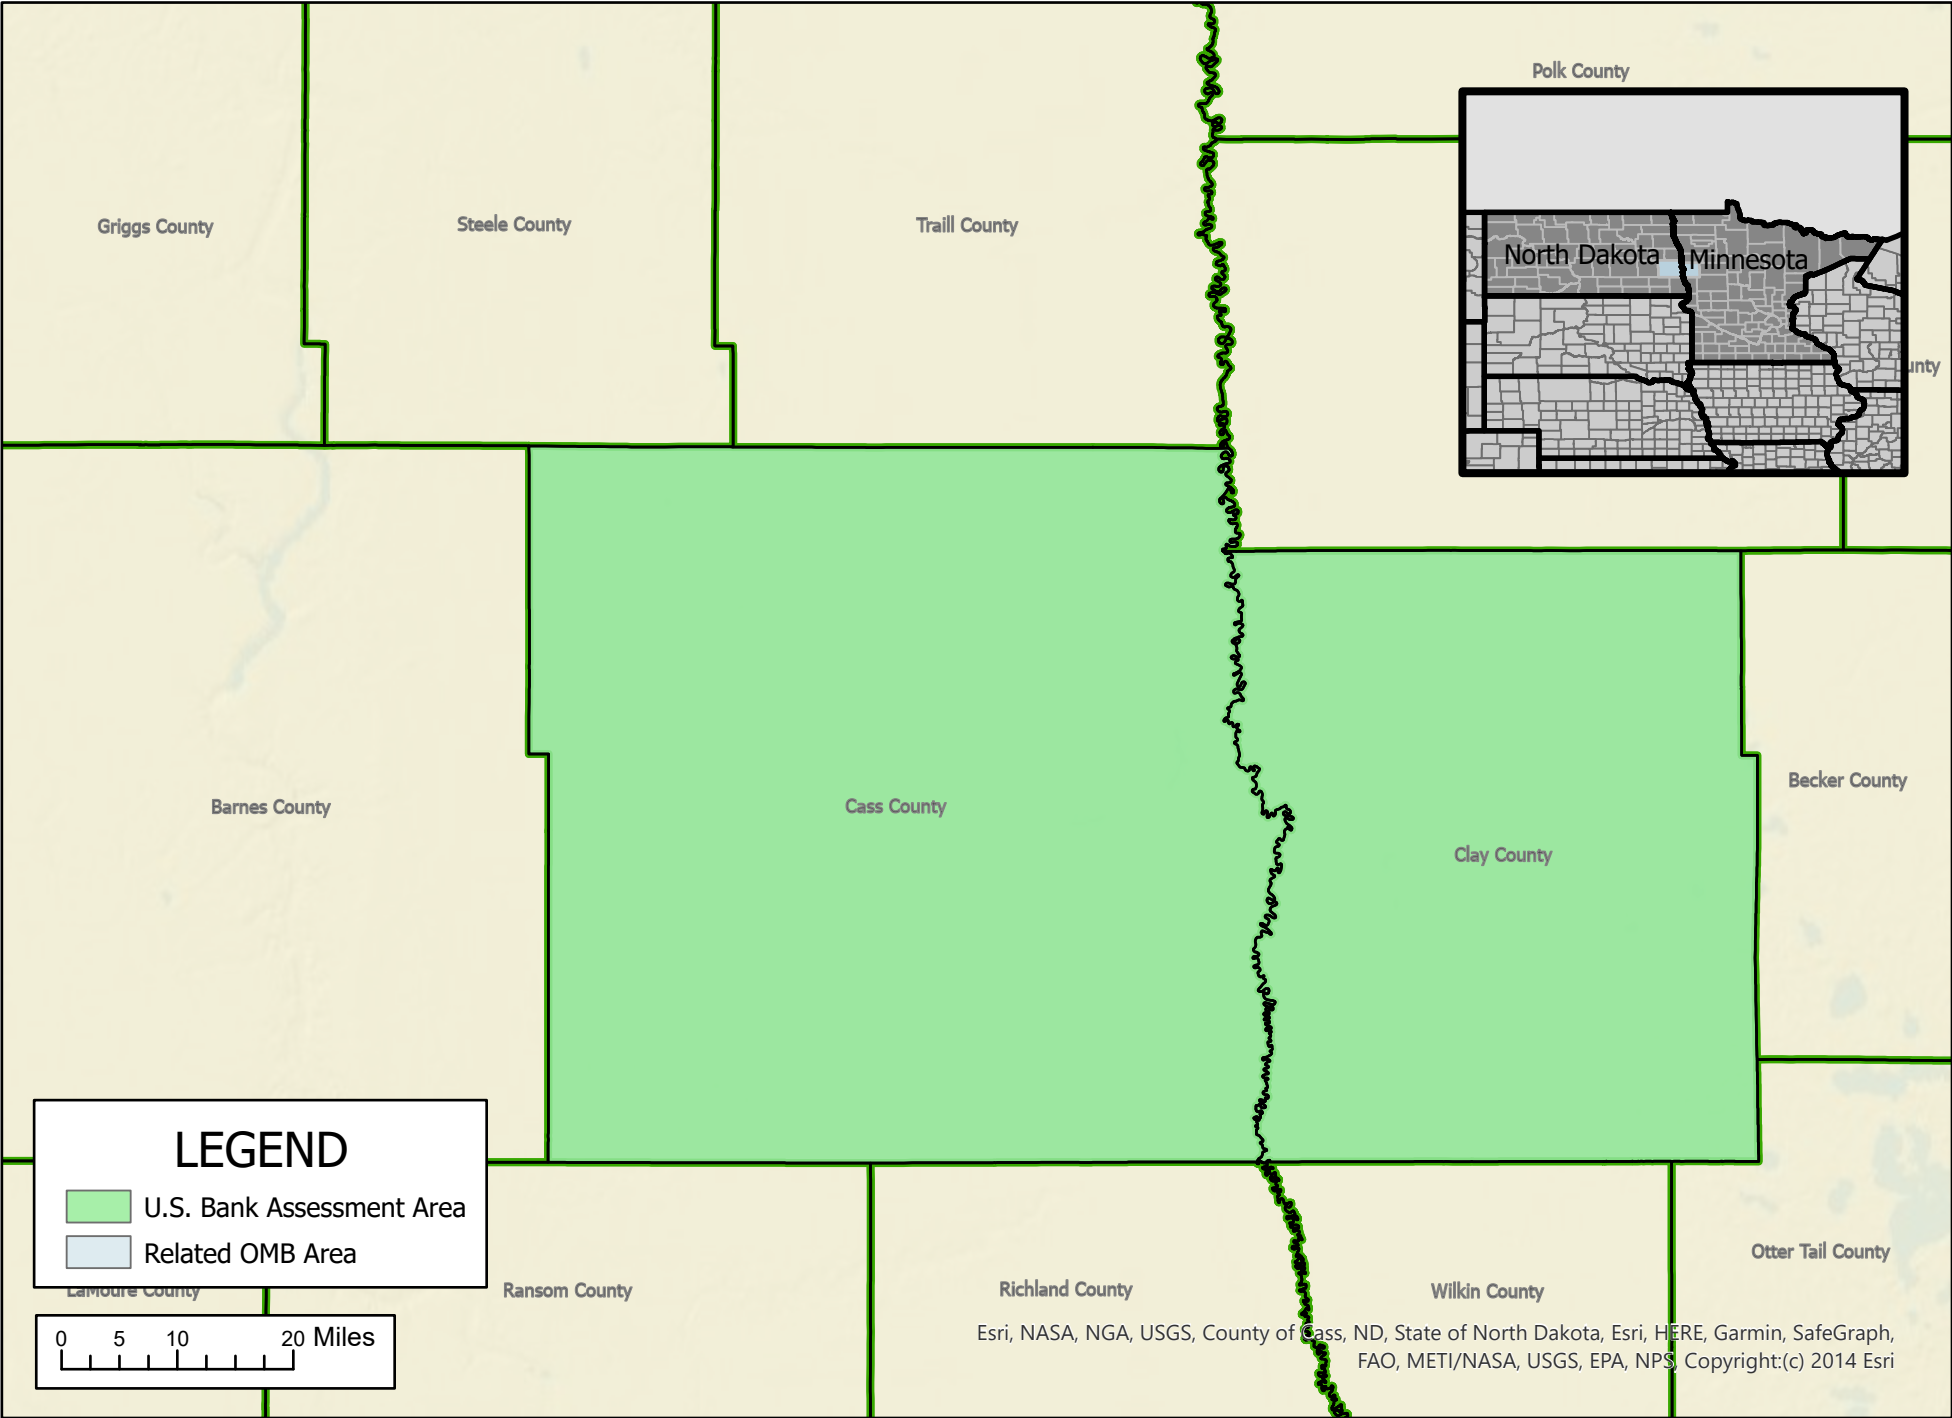 Polk County
Griggs County
Steele County
Traill County
North Dakota
Minnesota
unty
Barnes County
Cass County
Becker County
Clay County
LEGEND
U.S. Bank Assessment Area
Related OMB Area
LaMoure County
Ransom County
Richland County
Wilkin County
Otter Tail County
0 5 10 20 Miles
Esri, NASA, NGA, USGS, County of Cass, ND, State of North Dakota, Esri, HERE, Garmin, SafeGraph,
FAO, METI/NASA, USGS, EPA, NPS, Copyright:(c) 2014 Esri